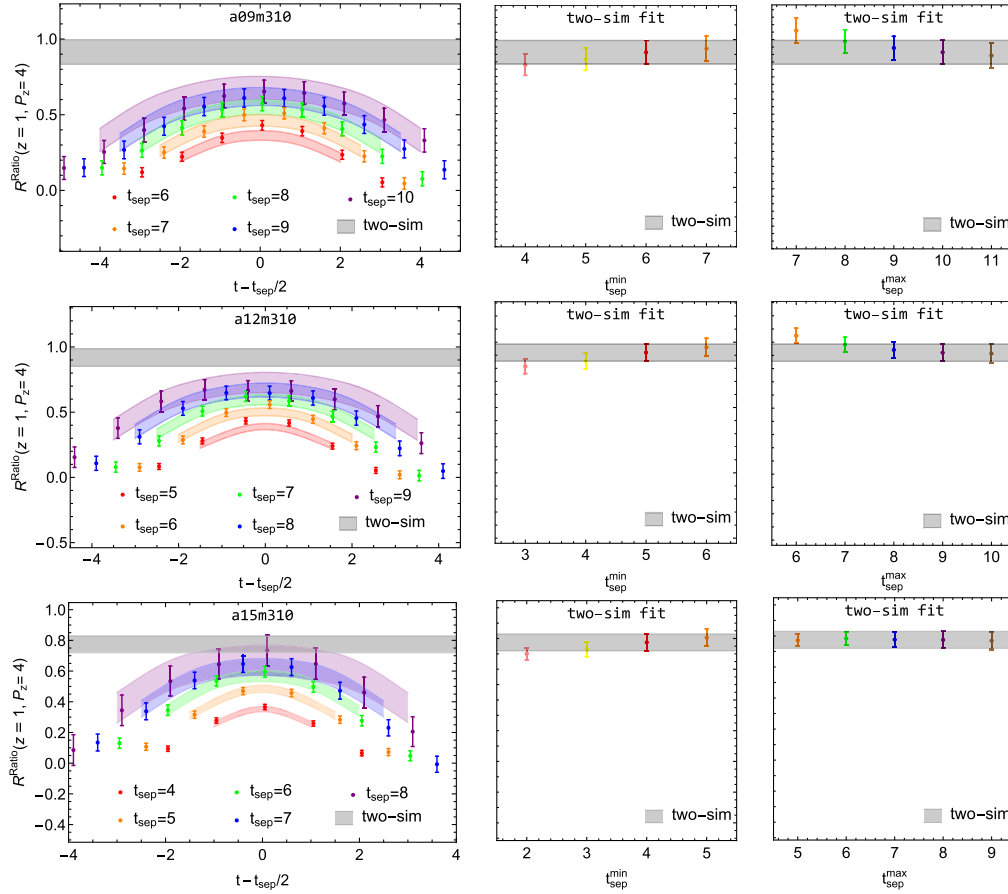 a09m310
R^Ratio(z = 1, P_z = 4)
1.0
0.5
0.0
t_sep=6
t_sep=8
t_sep=10
t_sep=7
t_sep=9
two-sim
−4 −2 0 2 4
t − t_sep/2
two-sim fit
two-sim
4 5 6 7
t_sep^min
two-sim fit
two-sim
7 8 9 10 11
t_sep^max
a12m310
R^Ratio(z = 1, P_z = 4)
1.0
0.5
0.0
−0.5
t_sep=5
t_sep=7
t_sep=9
t_sep=6
t_sep=8
two-sim
−4 −2 0 2 4
t − t_sep/2
two-sim fit
two-sim
3 4 5 6
t_sep^min
two-sim fit
two-sim
6 7 8 9 10
t_sep^max
a15m310
R^Ratio(z = 1, P_z = 4)
1.0
0.8
0.6
0.4
0.2
0.0
−0.2
−0.4
t_sep=4
t_sep=6
t_sep=8
t_sep=5
t_sep=7
two-sim
−4 −2 0 2 4
t − t_sep/2
two-sim fit
two-sim
2 3 4 5
t_sep^min
two-sim fit
two-sim
5 6 7 8 9
t_sep^max